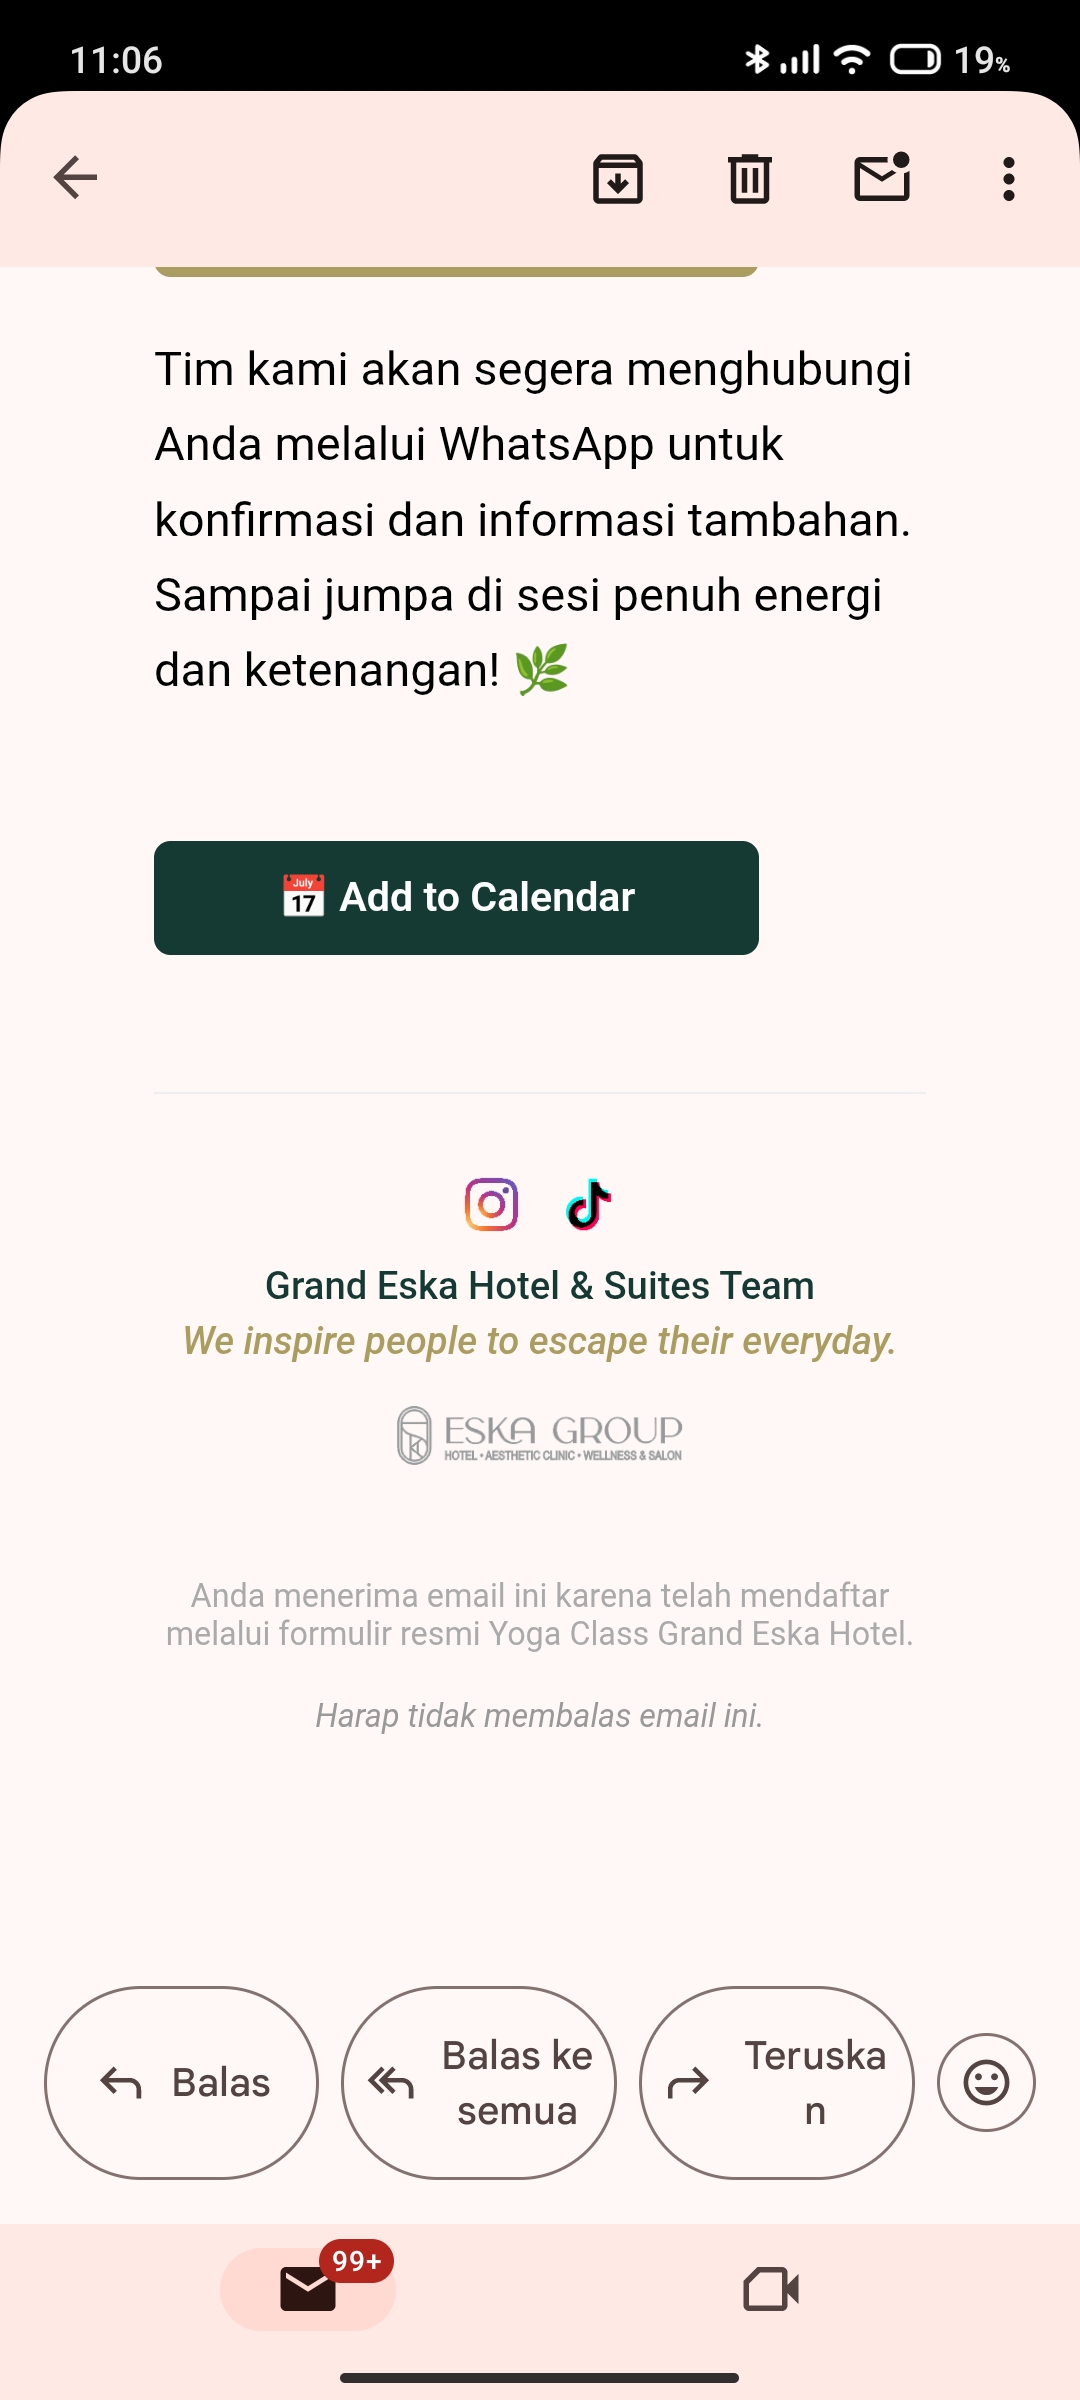 11:06
19%
Tim kami akan segera menghubungi
Anda melalui WhatsApp untuk
konfirmasi dan informasi tambahan.
Sampai jumpa di sesi penuh energi
dan ketenangan! 🌿
📅 Add to Calendar
Grand Eska Hotel & Suites Team
We inspire people to escape their everyday.
ESKA GROUP
HOTEL • AESTHETIC CLINIC • WELLNESS & SALON
Anda menerima email ini karena telah mendaftar
melalui formulir resmi Yoga Class Grand Eska Hotel.
Harap tidak membalas email ini.
Balas
Balas ke
semua
Teruska
n
99+